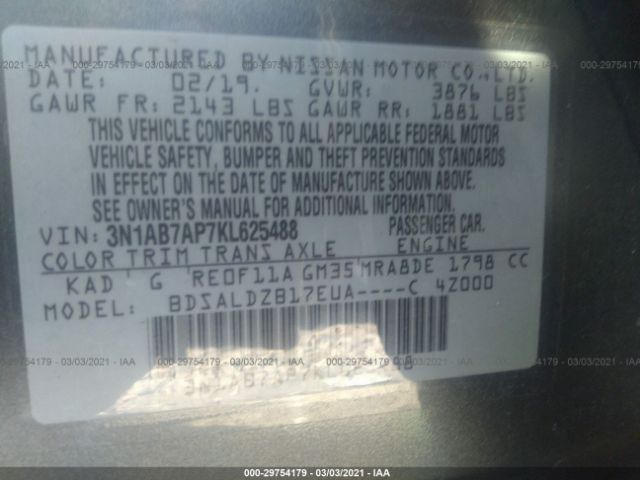 MANUFACTURED BY NISSAN MOTOR CO.,LTD.
DATE: 02/19. GVWR: 3876 LBS
GAWR FR: 2143 LBS GAWR RR: 1881 LBS
THIS VEHICLE CONFORMS TO ALL APPLICABLE FEDERAL MOTOR
VEHICLE SAFETY, BUMPER AND THEFT PREVENTION STANDARDS
IN EFFECT ON THE DATE OF MANUFACTURE SHOWN ABOVE.
SEE OWNER'S MANUAL FOR ADDITIONAL INFORMATION.
VIN: 3N1AB7AP7KL625488 PASSENGER CAR.
COLOR TRIM TRANS AXLE ENGINE
KAD G RE0F11A GM35 MRA8DE 1798 CC
MODEL: BDSALDZB17EUA----C 4Z000
000-29754179 | 03/03/2021 - IAA